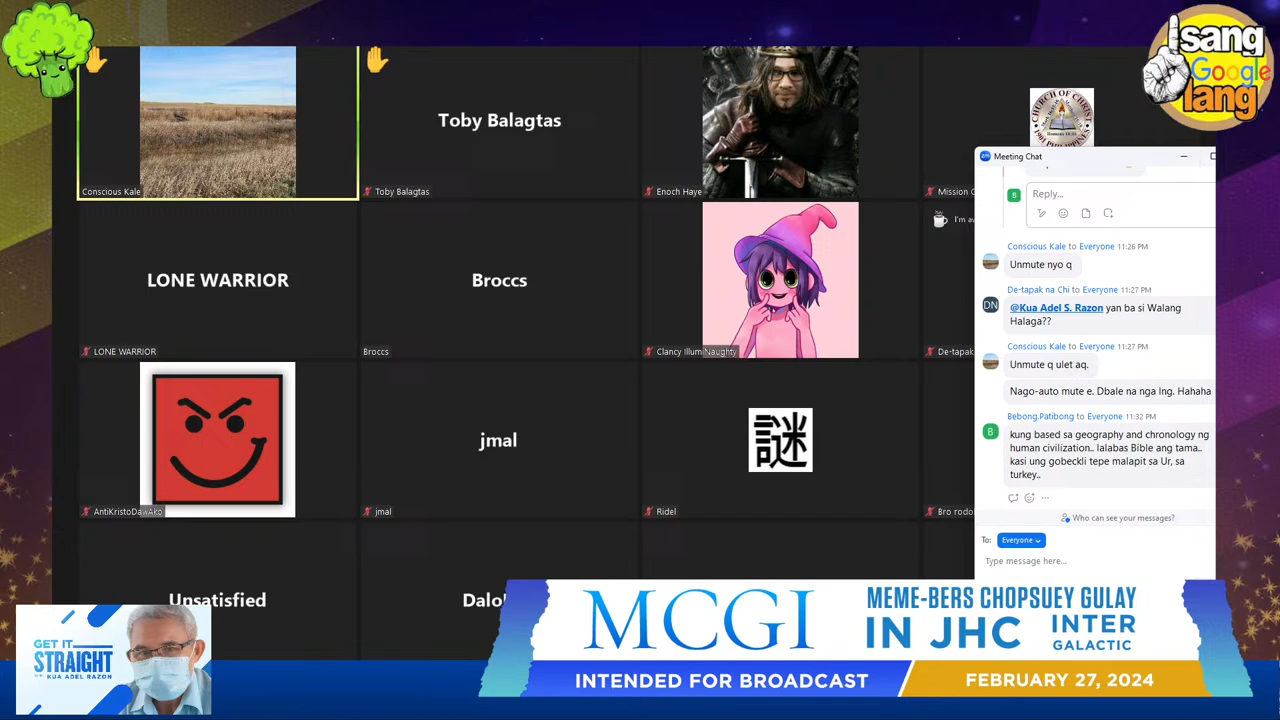 Isang
Google
lang
Conscious Kale
Toby Balagtas
Toby Balagtas
Enoch Haye
CHURCH OF CHRIST
Mission
LONE WARRIOR
LONE WARRIOR
Broccs
Broccs
Clancy Illum Naughty
I'm
De-tapak
AntiKristoDawAko
jmal
jmal
謎
Ridel
Bro
Unsatisfied
Meeting Chat
B
Reply...
Conscious Kale to Everyone 11:26 PM
Unmute nyo q
De-tapak na Chi to Everyone 11:27 PM
DN
@Kua Adel S. Razon yan ba si Walang
Halaga??
Conscious Kale to Everyone 11:27 PM
Unmute q ulet aq.
Nago-auto mute e. Dbale na nga lng. Hahaha
Bebong.Patibong to Everyone 11:32 PM
B
kung based sa geography and chronology ng
human civilization.. lalabas Bible ang tama..
kasi ung gobeckli tepe malapit sa Ur, sa
turkey..
Who can see your messages?
To: Everyone
Type message here...
GET IT
STRAIGHT
WITH KUA ADEL RAZON
MCGI
MEME-BERS CHOPSUEY GULAY
IN JHC INTER
GALACTIC
INTENDED FOR BROADCAST
FEBRUARY 27, 2024